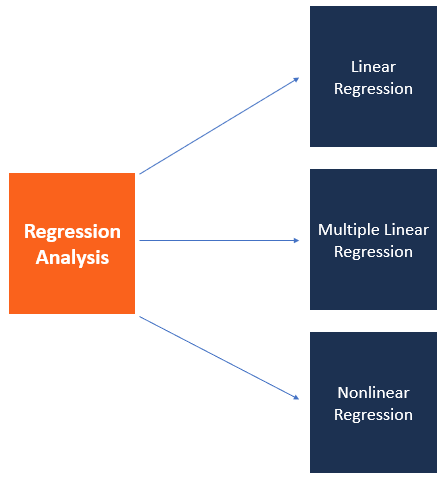 Linear
Regression
Regression
Analysis
Multiple Linear
Regression
Nonlinear
Regression